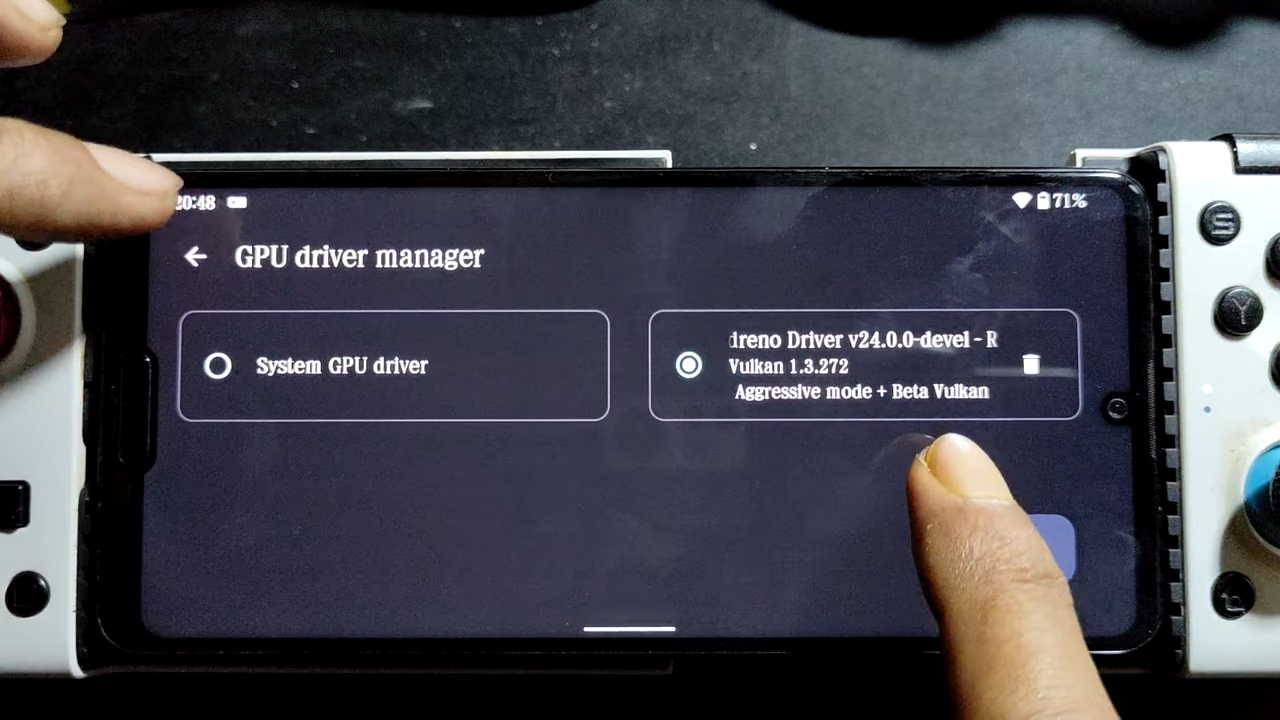 20:48
71%
GPU driver manager
System GPU driver
dreno Driver v24.0.0-devel - R
Vulkan 1.3.272
Aggressive mode + Beta Vulkan
S
Y